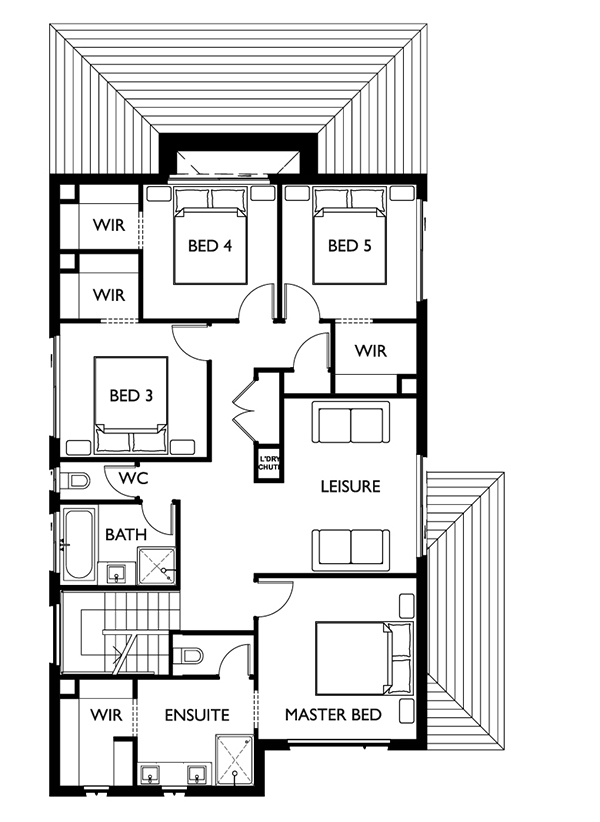 WIR
BED 4
BED 5
WIR
WIR
BED 3
L'DRY
CHUTE
WC
LEISURE
BATH
WIR
ENSUITE
MASTER BED